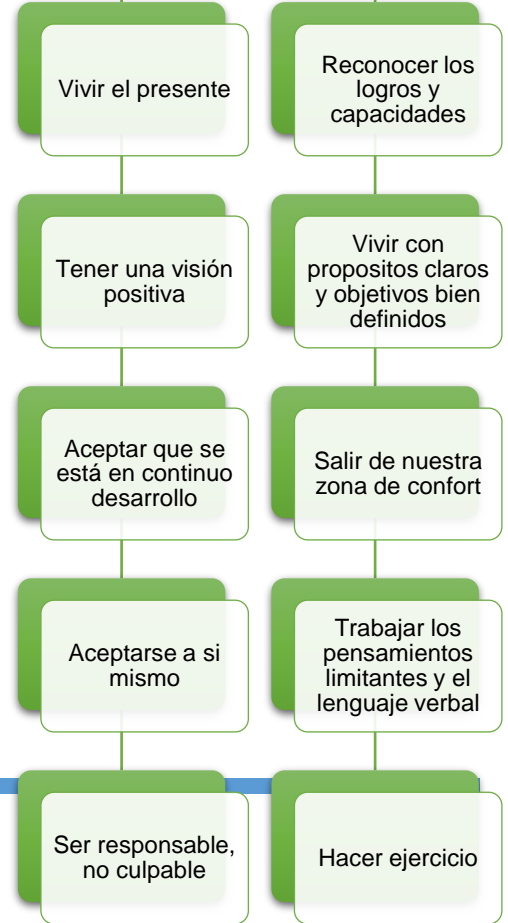 Vivir el presente
Reconocer los
logros y
capacidades
Tener una visión
positiva
Vivir con
propositos claros
y objetivos bien
definidos
Aceptar que se
está en continuo
desarrollo
Salir de nuestra
zona de confort
Aceptarse a si
mismo
Trabajar los
pensamientos
limitantes y el
lenguaje verbal
Ser responsable,
no culpable
Hacer ejercicio